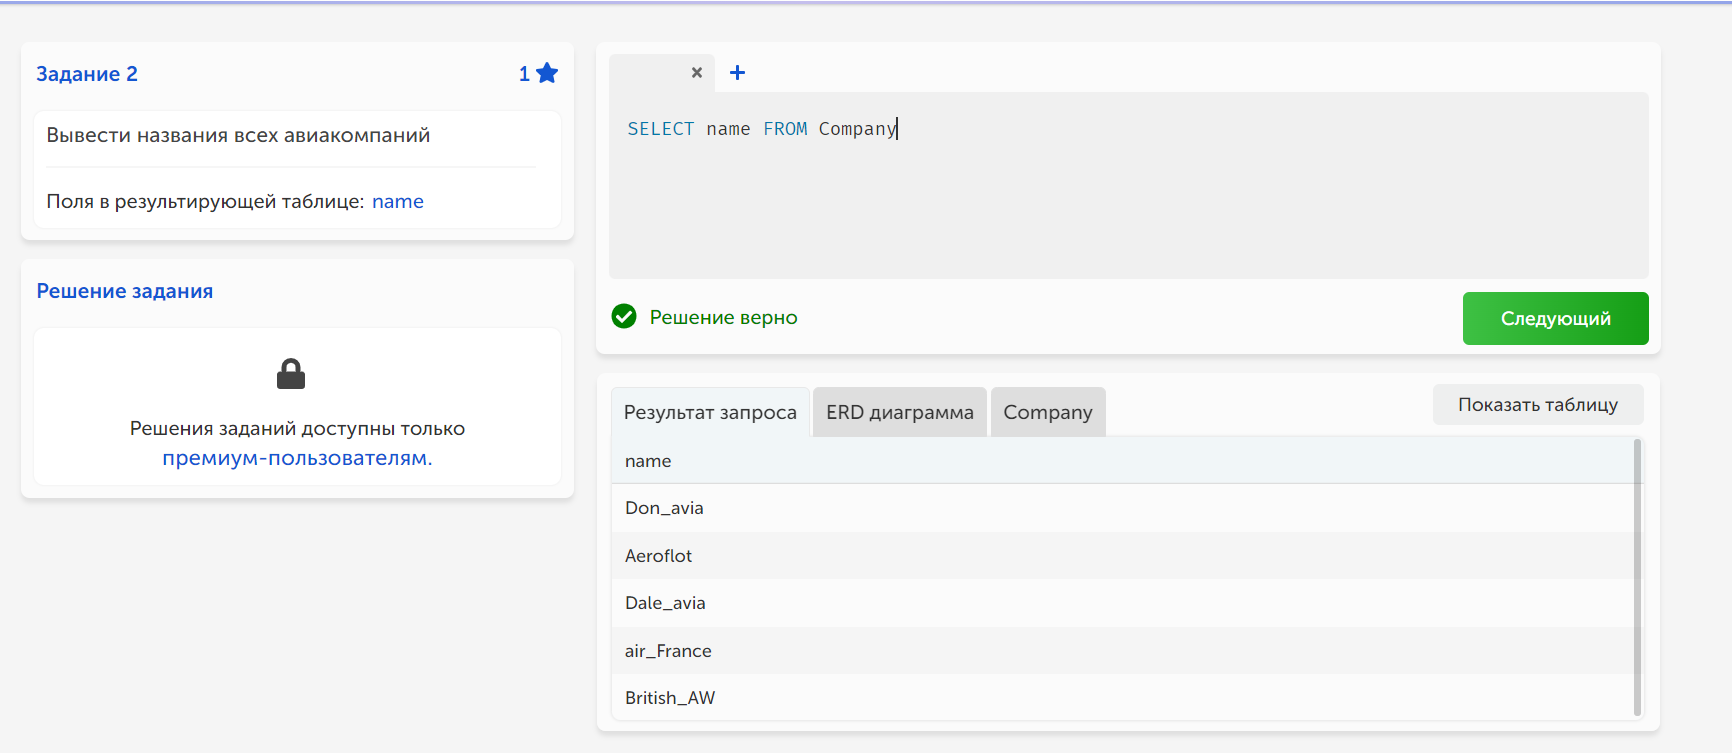 Задание 2
1
Вывести названия всех авиакомпаний
Поля в результирующей таблице: name
Решение задания
Решения заданий доступны только
премиум-пользователям.
SELECT name FROM Company
Решение верно
Следующий
Результат запроса
ERD диаграмма
Company
Показать таблицу
name
Don_avia
Aeroflot
Dale_avia
air_France
British_AW